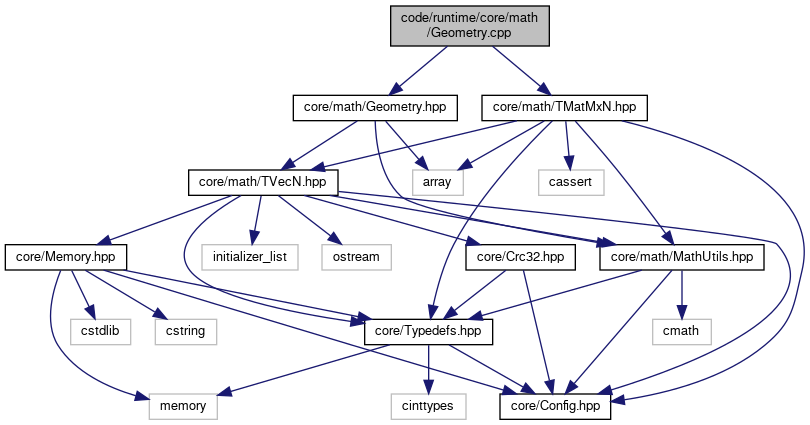 code/runtime/core/math
/Geometry.cpp
core/math/Geometry.hpp
core/math/TMatMxN.hpp
core/math/TVecN.hpp
array
cassert
core/Memory.hpp
initializer_list
ostream
core/Crc32.hpp
core/math/MathUtils.hpp
cstdlib
cstring
core/Typedefs.hpp
cmath
memory
cinttypes
core/Config.hpp